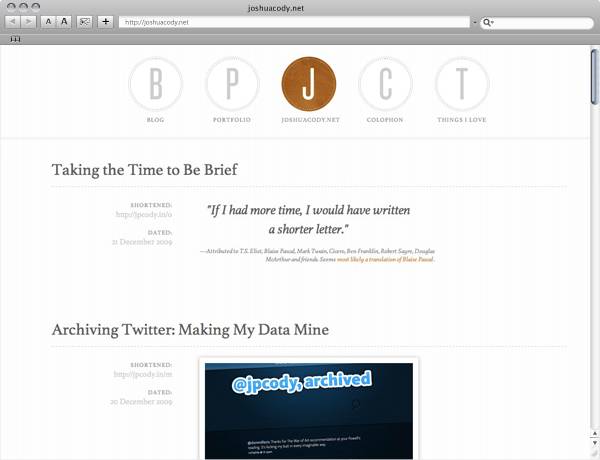 joshuacody.net
A A +
http://joshuacody.net
B P J C T
BLOG PORTFOLIO JOSHUACODY.NET COLOPHON THINGS I LOVE
Taking the Time to Be Brief
SHORTENED:
http://jpcody.in/o
DATED:
21 December 2009
"If I had more time, I would have written
a shorter letter."
—Attributed to T.S. Eliot, Blaise Pascal, Mark Twain, Cicero, Ben Franklin, Robert Sayre, Douglas
McArthur and friends. Seems most likely a translation of Blaise Pascal.
Archiving Twitter: Making My Data Mine
SHORTENED:
http://jpcody.in/m
DATED:
20 December 2009
@jpcody, archived
Thanks for The War of Art recommendation at your Powell's
reading. It's kicking my butt in every imaginable way.